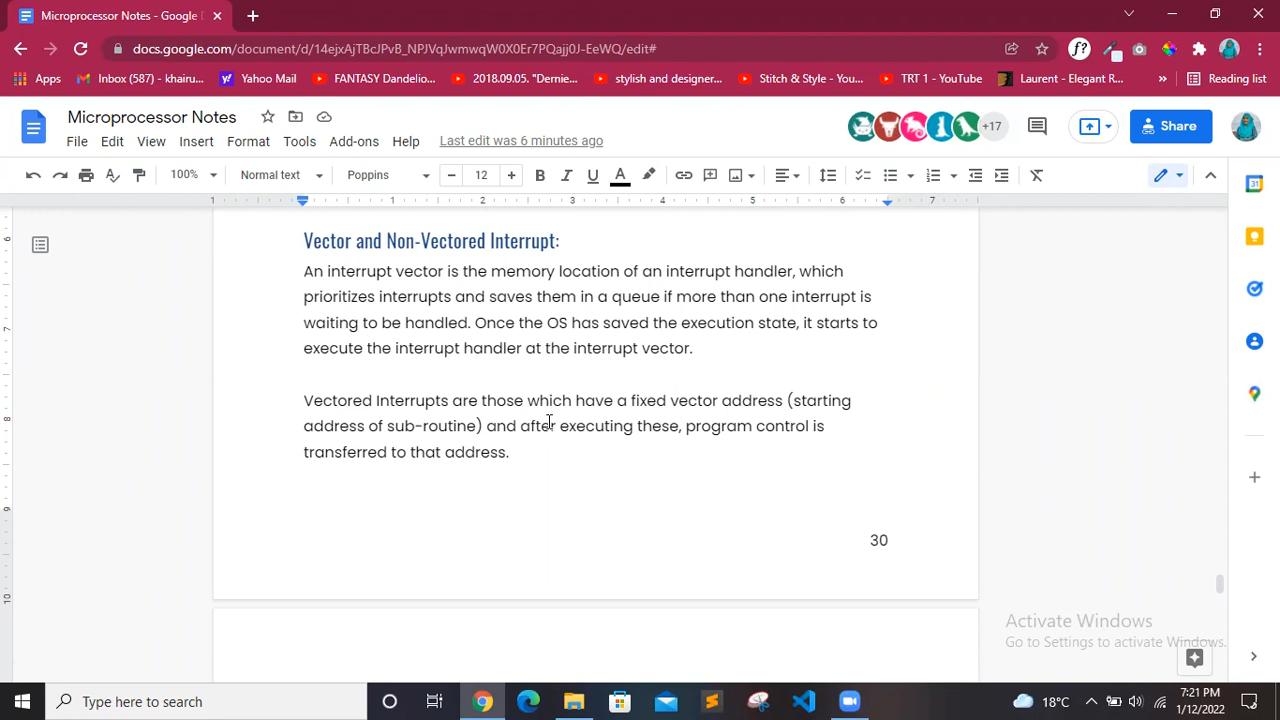 Microprocessor Notes - Google D
docs.google.com/document/d/14ejxAjTBcJPvB_NPJVqJwmwqW0X0Er7PQajj0J-EeWQ/edit#
Apps Inbox (587) - khairu... Yahoo Mail FANTASY Dandelio... 2018.09.05. "Dernie... stylish and designer... Stitch & Style - You... TRT 1 - YouTube Laurent - Elegant R... » Reading list
Microprocessor Notes
+17
Share
File Edit View Insert Format Tools Add-ons Help Last edit was 6 minutes ago
100% Normal text Poppins 12
1 1 2 3 4 5 6 7
Vector and Non-Vectored Interrupt:
An interrupt vector is the memory location of an interrupt handler, which
prioritizes interrupts and saves them in a queue if more than one interrupt is
waiting to be handled. Once the OS has saved the execution state, it starts to
execute the interrupt handler at the interrupt vector.
Vectored Interrupts are those which have a fixed vector address (starting
address of sub-routine) and after executing these, program control is
transferred to that address.
30
Activate Windows
Go to Settings to activate Windows.
Type here to search
18°C
7:21 PM
1/12/2022